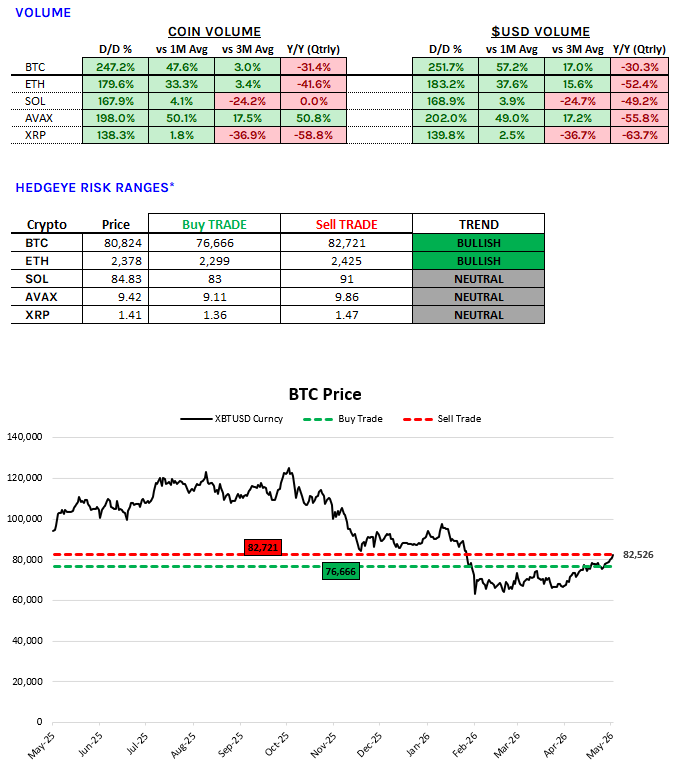 VOLUME
COIN VOLUME $USD VOLUME
D/D % vs 1M Avg vs 3M Avg Y/Y (Qtrly) D/D % vs 1M Avg vs 3M Avg Y/Y (Qtrly)
BTC 247.2% 47.6% 3.0% -31.4% 251.7% 57.2% 17.0% -30.3%
ETH 179.6% 33.3% 3.4% -41.6% 183.2% 37.6% 15.6% -52.4%
SOL 167.9% 4.1% -24.2% 0.0% 168.9% 3.9% -24.7% -49.2%
AVAX 198.0% 50.1% 17.5% 50.8% 202.0% 49.0% 17.2% -55.8%
XRP 138.3% 1.8% -36.9% -58.8% 139.8% 2.5% -36.7% -63.7%
HEDGEYE RISK RANGES*
Crypto Price Buy TRADE Sell TRADE TREND
BTC 80,824 76,666 82,721 BULLISH
ETH 2,378 2,299 2,425 BULLISH
SOL 84.83 83 91 NEUTRAL
AVAX 9.42 9.11 9.86 NEUTRAL
XRP 1.41 1.36 1.47 NEUTRAL
BTC Price
XBTUSD Curncy Buy Trade Sell Trade
140,000
120,000
100,000
82,721
80,000
82,526
76,666
60,000
40,000
20,000
0
May-25 Jun-25 Jul-25 Aug-25 Sep-25 Oct-25 Nov-25 Dec-25 Jan-26 Feb-26 Mar-26 Apr-26 May-26